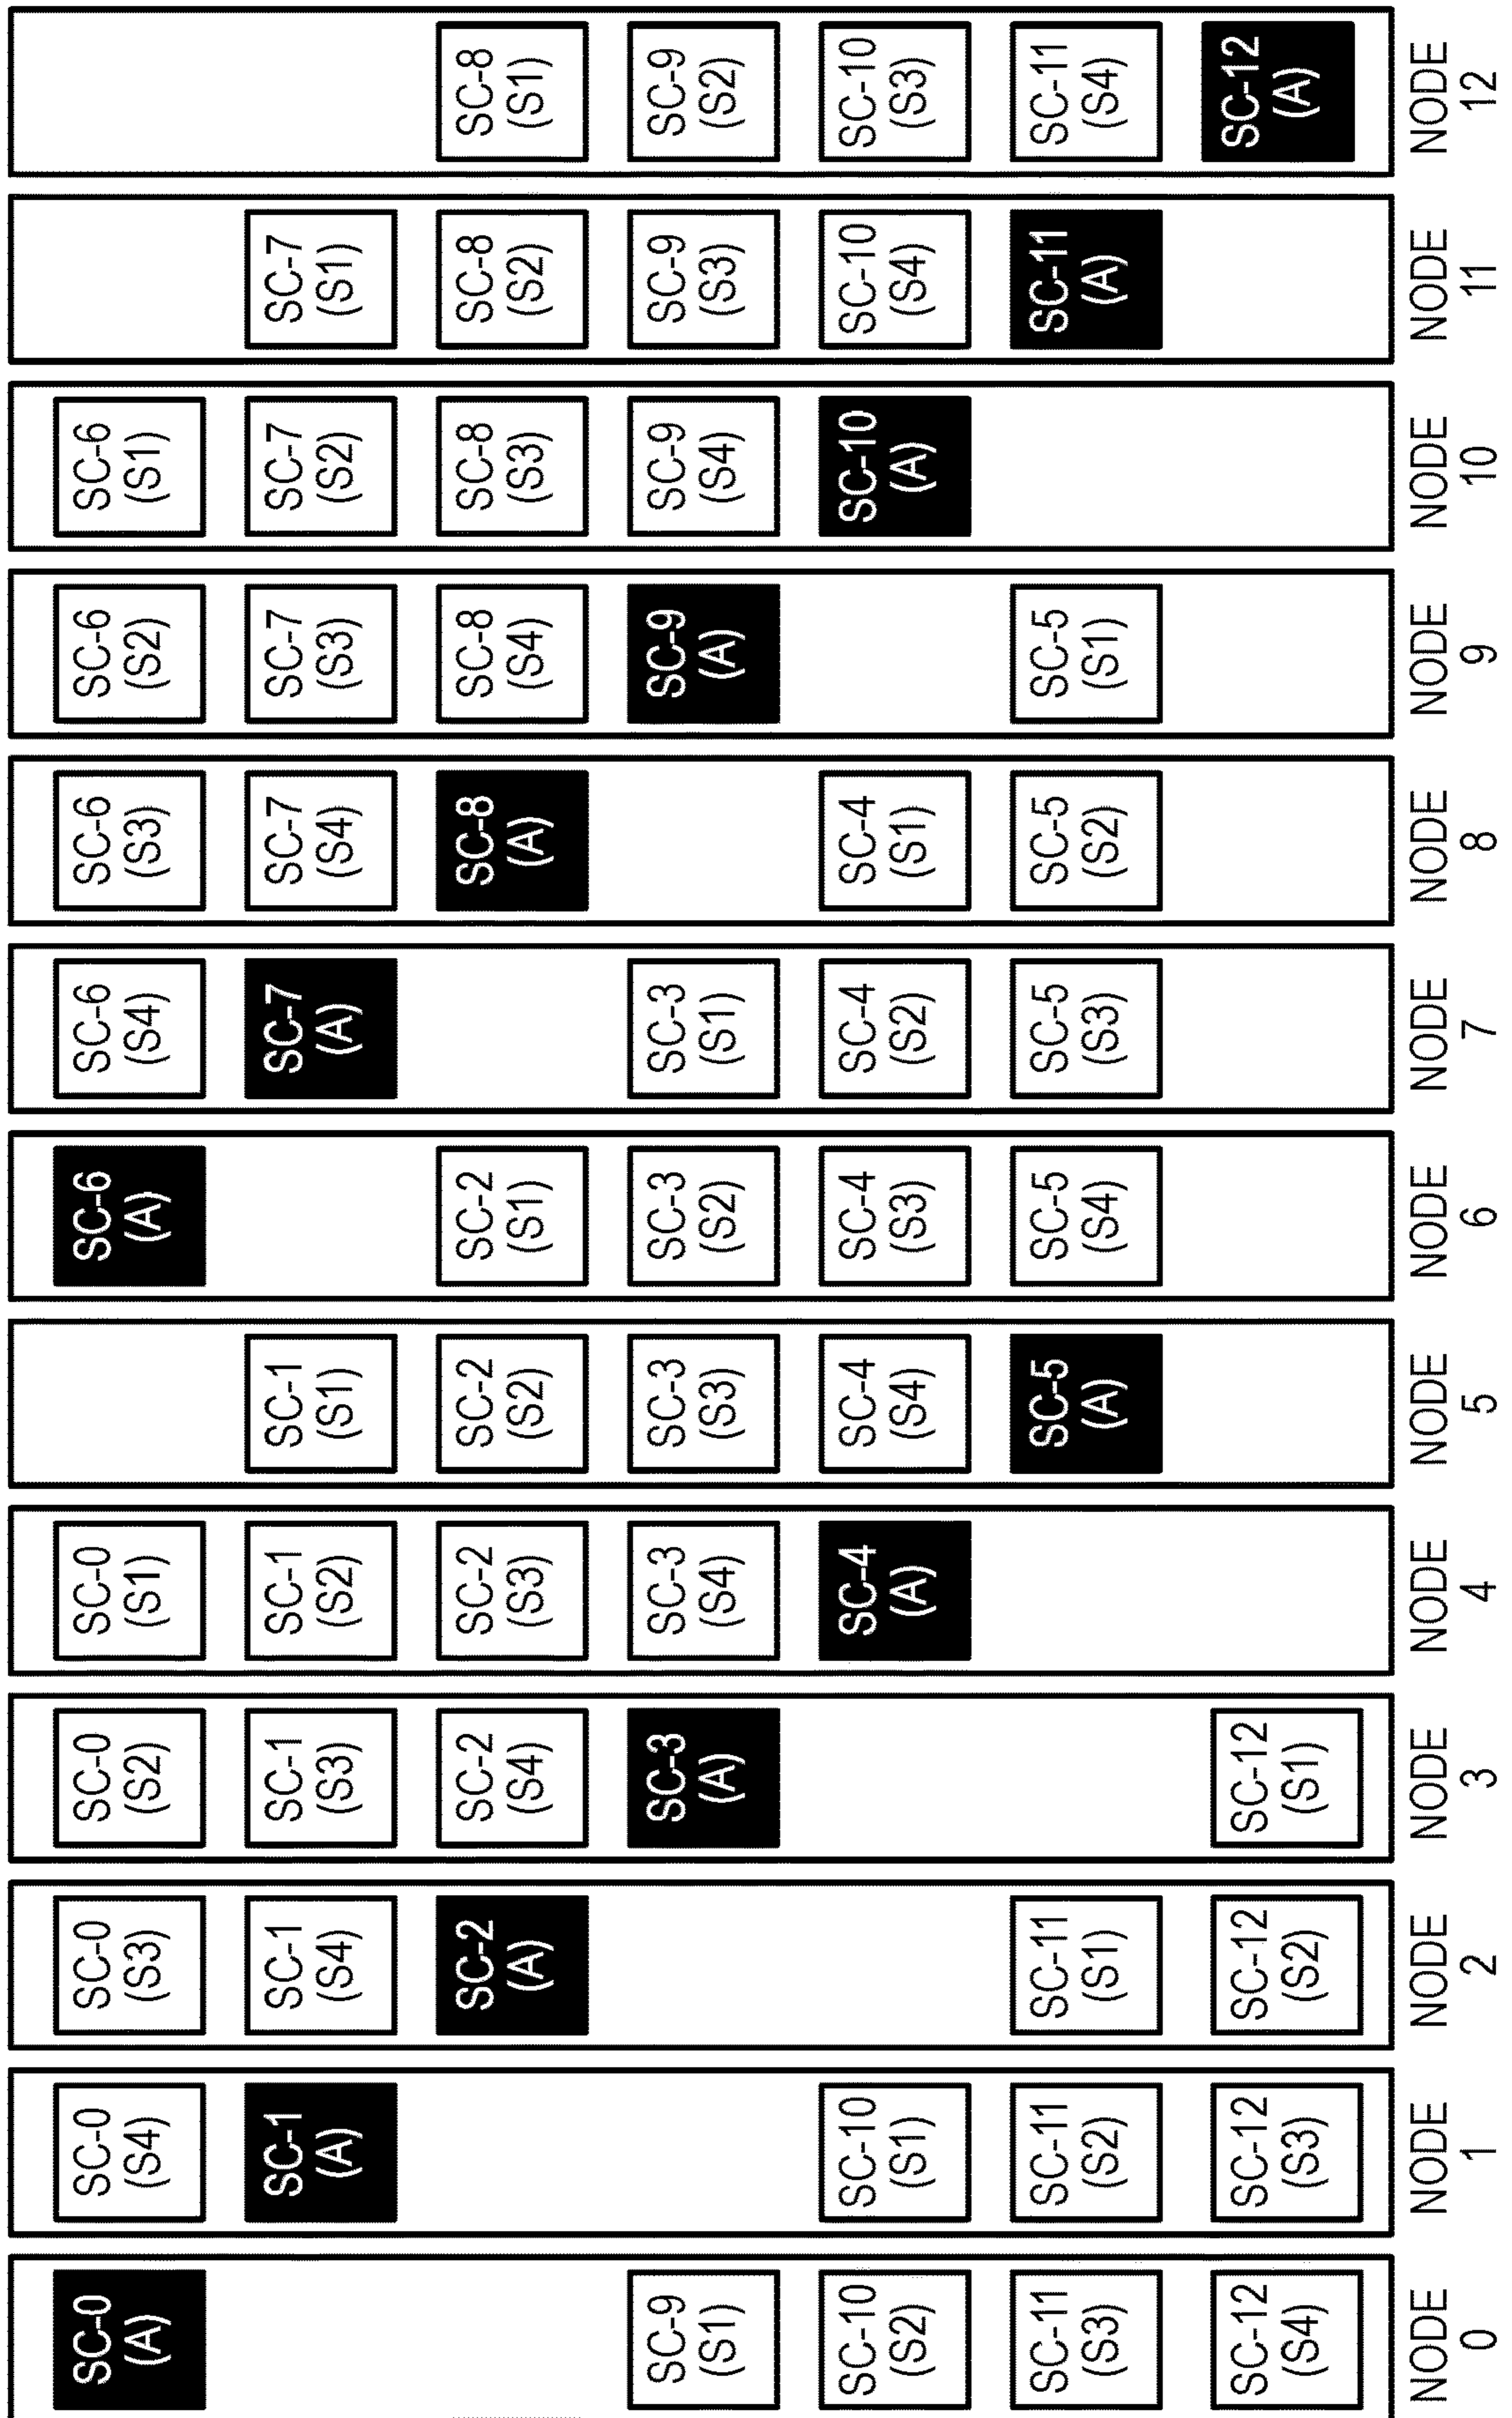 SC-0
(A)
SC-0
(S4)
SC-0
(S3)
SC-0
(S2)
SC-0
(S1)
SC-6
(A)
SC-6
(S4)
SC-6
(S3)
SC-6
(S2)
SC-6
(S1)
SC-1
(A)
SC-1
(S4)
SC-1
(S3)
SC-1
(S2)
SC-1
(S1)
SC-7
(A)
SC-7
(S4)
SC-7
(S3)
SC-7
(S2)
SC-7
(S1)
SC-2
(A)
SC-2
(S4)
SC-2
(S3)
SC-2
(S2)
SC-2
(S1)
SC-8
(A)
SC-8
(S4)
SC-8
(S3)
SC-8
(S2)
SC-8
(S1)
SC-9
(S1)
SC-3
(A)
SC-3
(S4)
SC-3
(S3)
SC-3
(S2)
SC-3
(S1)
SC-9
(A)
SC-9
(S4)
SC-9
(S3)
SC-9
(S2)
SC-10
(S2)
SC-10
(S1)
SC-4
(A)
SC-4
(S4)
SC-4
(S3)
SC-4
(S2)
SC-4
(S1)
SC-10
(A)
SC-10
(S4)
SC-10
(S3)
SC-11
(S3)
SC-11
(S2)
SC-11
(S1)
SC-5
(A)
SC-5
(S4)
SC-5
(S3)
SC-5
(S2)
SC-5
(S1)
SC-11
(A)
SC-11
(S4)
SC-12
(S4)
SC-12
(S3)
SC-12
(S2)
SC-12
(S1)
SC-12
(A)
NODE
0
NODE
1
NODE
2
NODE
3
NODE
4
NODE
5
NODE
6
NODE
7
NODE
8
NODE
9
NODE
10
NODE
11
NODE
12